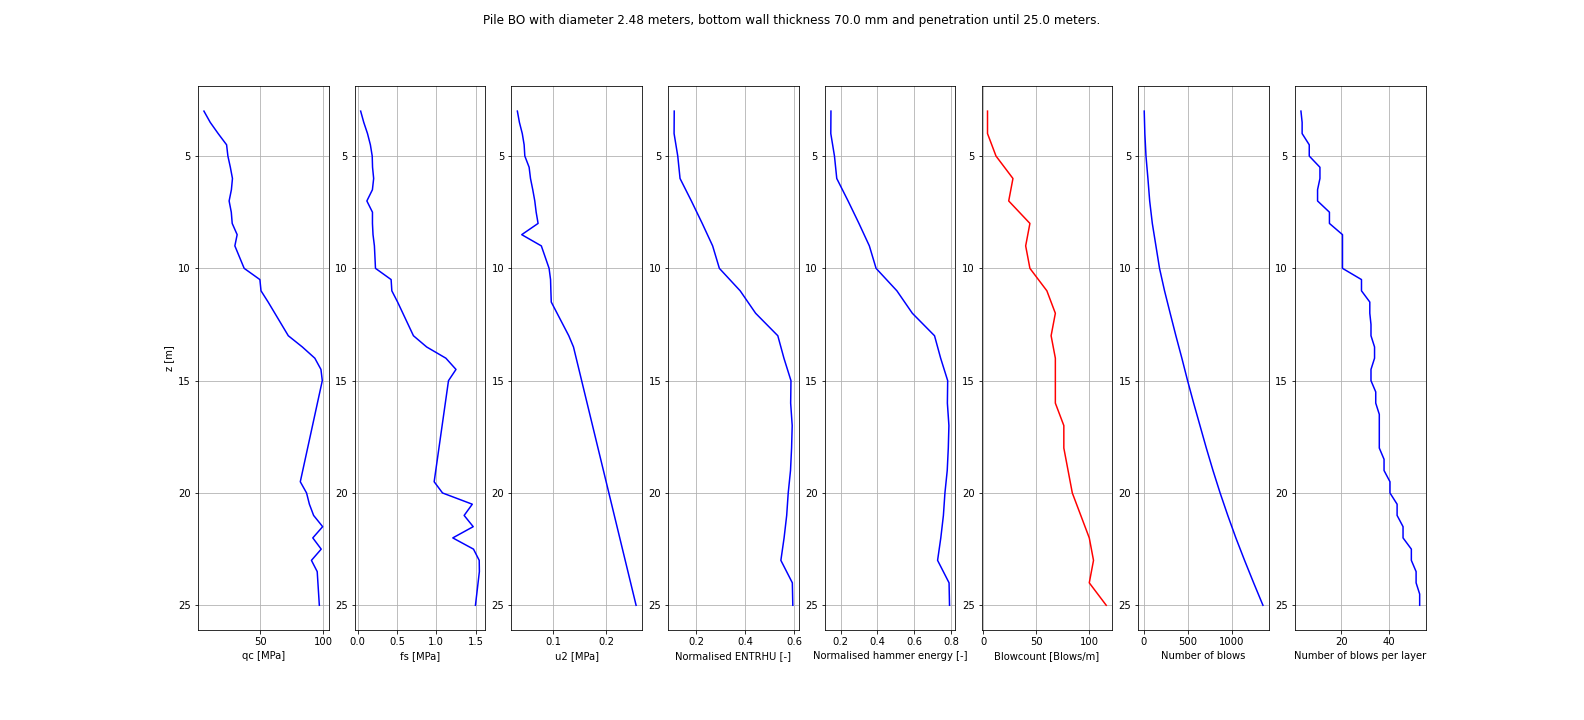 Pile BO with diameter 2.48 meters, bottom wall thickness 70.0 mm and penetration until 25.0 meters.
z [m]
5 5 5 5 5 5 5 5
10 10 10 10 10 10 10 10
15 15 15 15 15 15 15 15
20 20 20 20 20 20 20 20
25 25 25 25 25 25 25 25
50 100 0.0 0.5 1.0 1.5 0.1 0.2 0.2 0.4 0.6 0.2 0.4 0.6 0.8 0 50 100 0 500 1000 20 40
qc [MPa] fs [MPa] u2 [MPa] Normalised ENTRHU [-] Normalised hammer energy [-] Blowcount [Blows/m] Number of blows Number of blows per layer